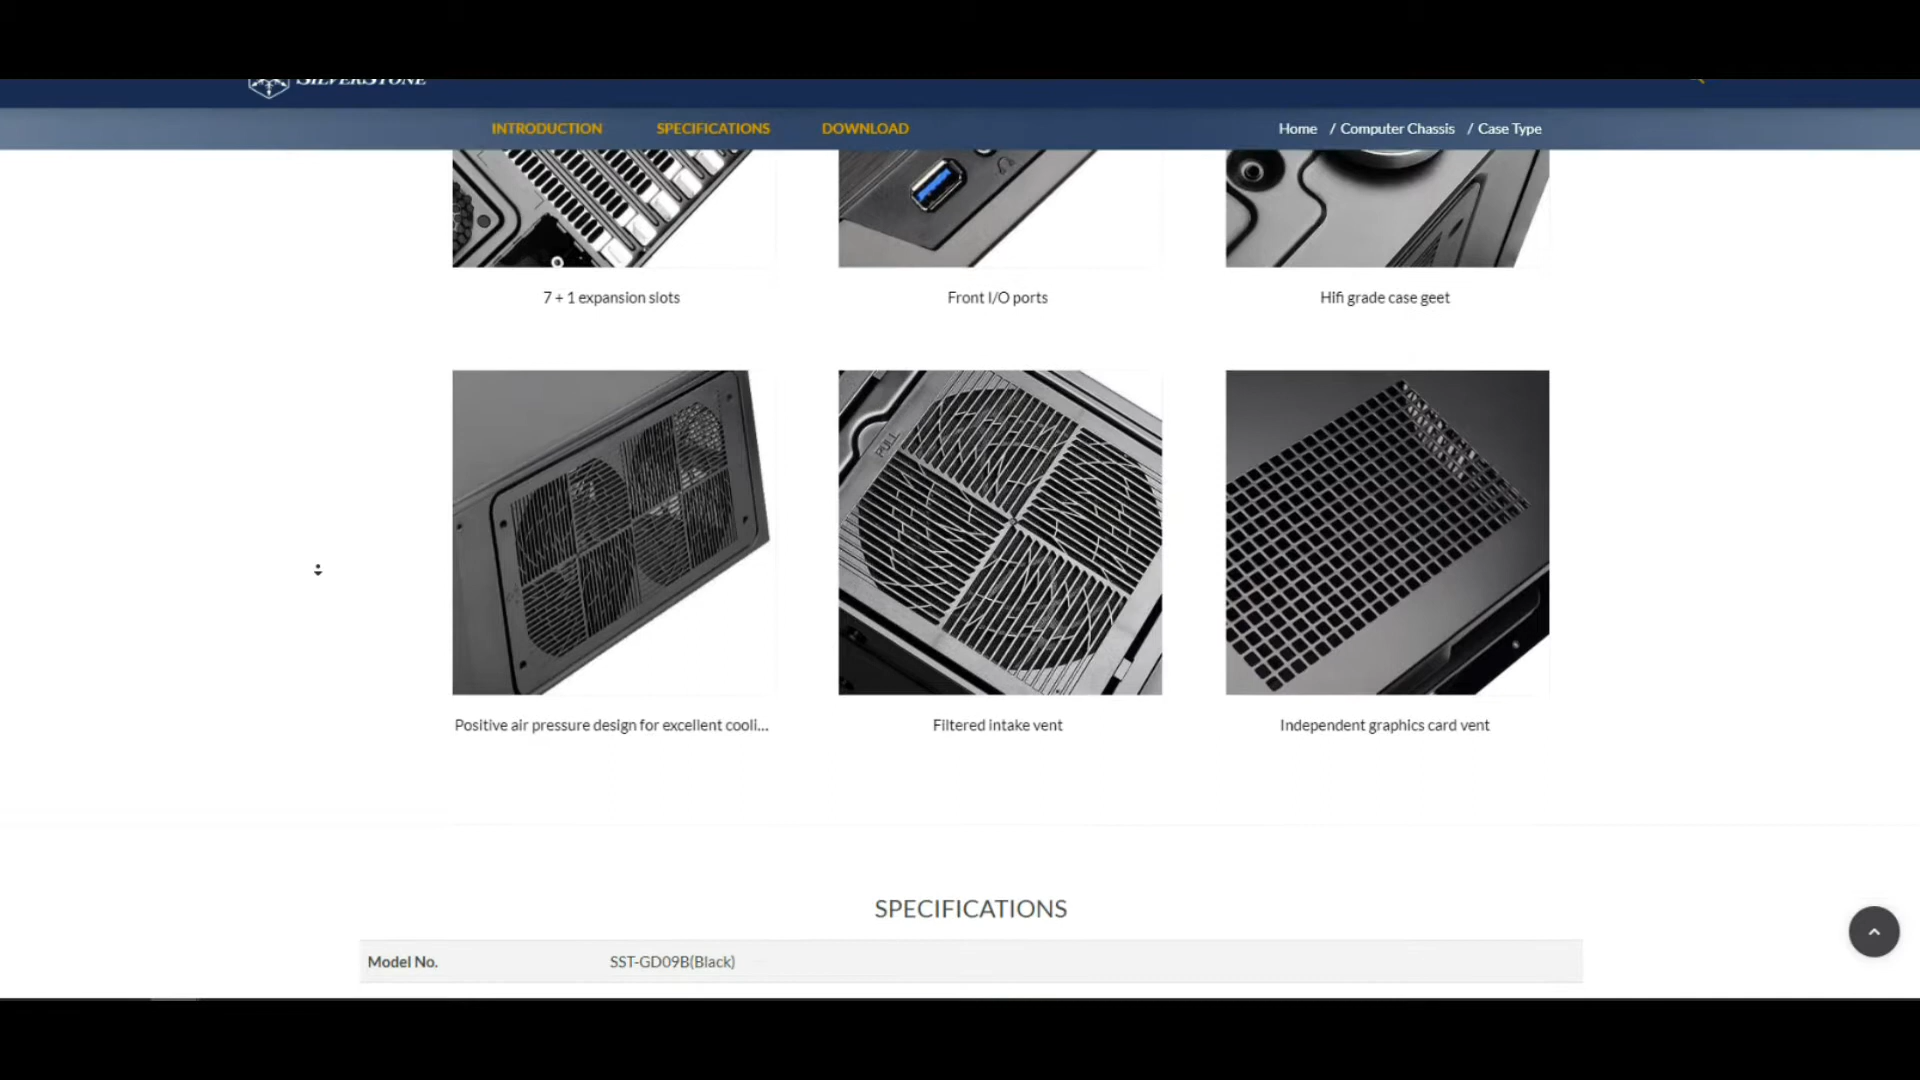 SILVERSTONE
INTRODUCTION SPECIFICATIONS DOWNLOAD Home / Computer Chassis / Case Type
7 + 1 expansion slots Front I/O ports Hifi grade case geet
PULL
Positive air pressure design for excellent cooli... Filtered intake vent Independent graphics card vent
SPECIFICATIONS
Model No. SST-GD09B(Black)